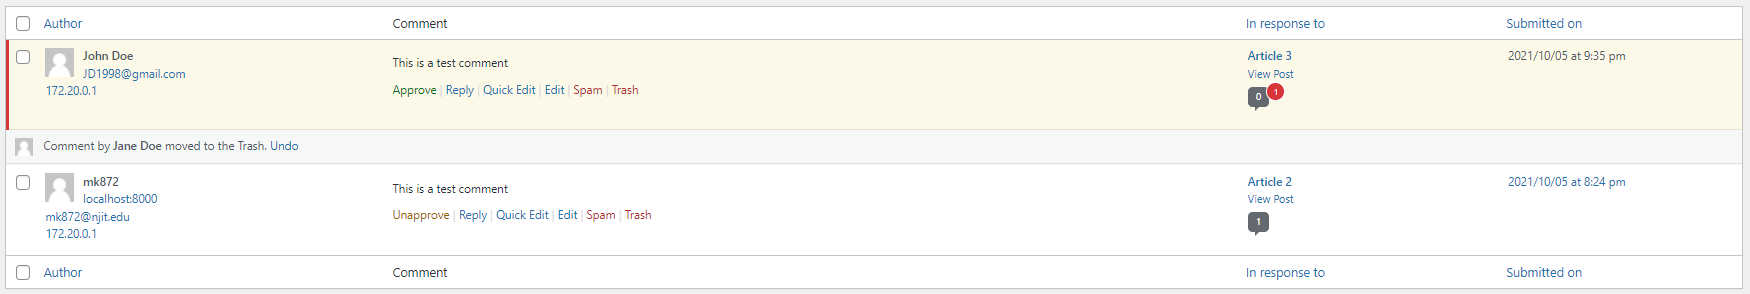 Author Comment In response to Submitted on
John Doe
JD1998@gmail.com
172.20.0.1
This is a test comment
Approve | Reply | Quick Edit | Edit | Spam | Trash
Article 3
View Post
0 1
2021/10/05 at 9:35 pm
Comment by Jane Doe moved to the Trash. Undo
mk872
localhost:8000
mk872@njit.edu
172.20.0.1
This is a test comment
Unapprove | Reply | Quick Edit | Edit | Spam | Trash
Article 2
View Post
1
2021/10/05 at 8:24 pm
Author Comment In response to Submitted on